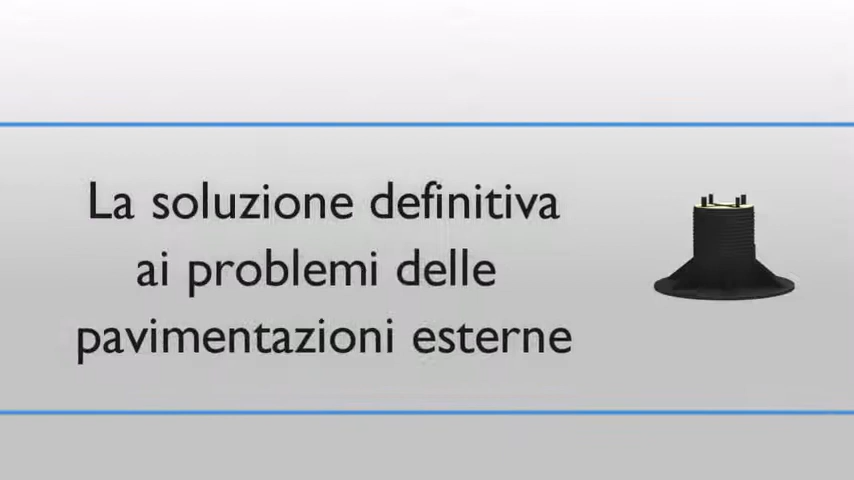 La soluzione definitiva
ai problemi delle
pavimentazioni esterne